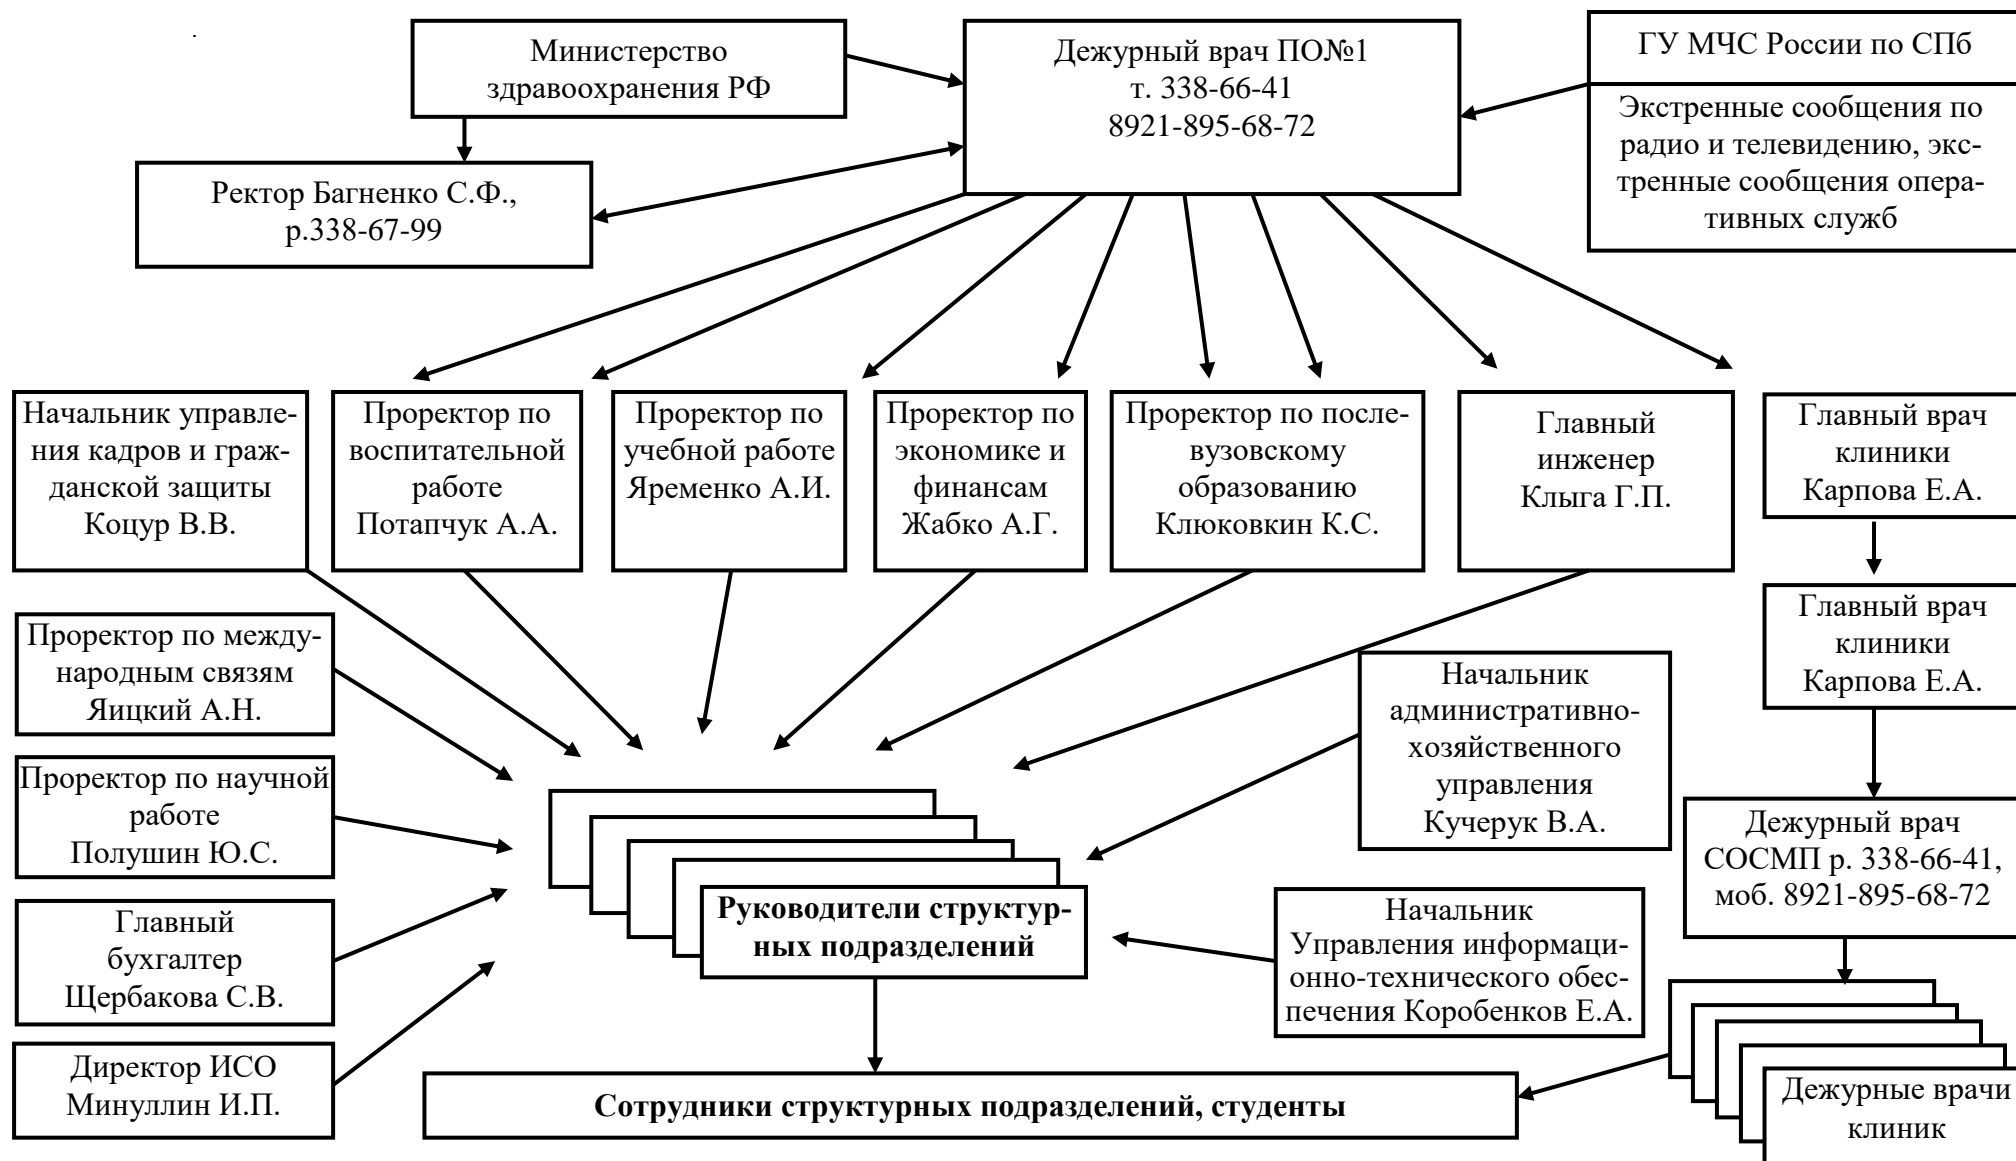 Министерство
здравоохранения РФ
Дежурный врач ПО№1
т. 338-66-41
8921-895-68-72
ГУ МЧС России по СПб
Экстренные сообщения по
радио и телевидению, экс-
тренные сообщения опера-
тивных служб
Ректор Багненко С.Ф.,
р.338-67-99
Начальник управле-
ния кадров и граж-
данской защиты
Коцур В.В.
Проректор по
воспитательной
работе
Потапчук А.А.
Проректор по
учебной работе
Яременко А.И.
Проректор по
экономике и
финансам
Жабко А.Г.
Проректор по после-
вузовскому
образованию
Клюковкин К.С.
Главный
инженер
Клыга Г.П.
Главный врач
клиники
Карпова Е.А.
Проректор по между-
народным связям
Яицкий А.Н.
Главный врач
клиники
Карпова Е.А.
Начальник
административно-
хозяйственного
управления
Кучерук В.А.
Проректор по научной
работе
Полушин Ю.С.
Дежурный врач
СОСМП р. 338-66-41,
моб. 8921-895-68-72
Главный
бухгалтер
Щербакова С.В.
Руководители структур-
ных подразделений
Начальник
Управления информаци-
онно-технического обес-
печения Коробенков Е.А.
Директор ИСО
Минуллин И.П.
Сотрудники структурных подразделений, студенты
Дежурные врачи
клиник